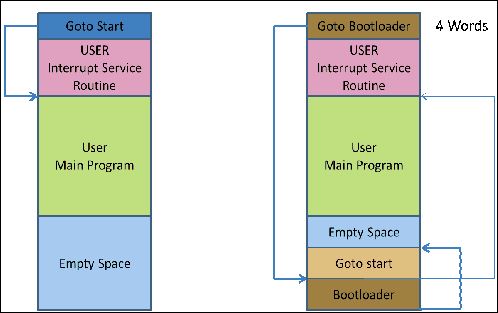 Goto Start
USER
Interrupt Service
Routine
User
Main Program
Empty Space
Goto Bootloader
4 Words
USER
Interrupt Service
Routine
User
Main Program
Empty Space
Goto start
Bootloader